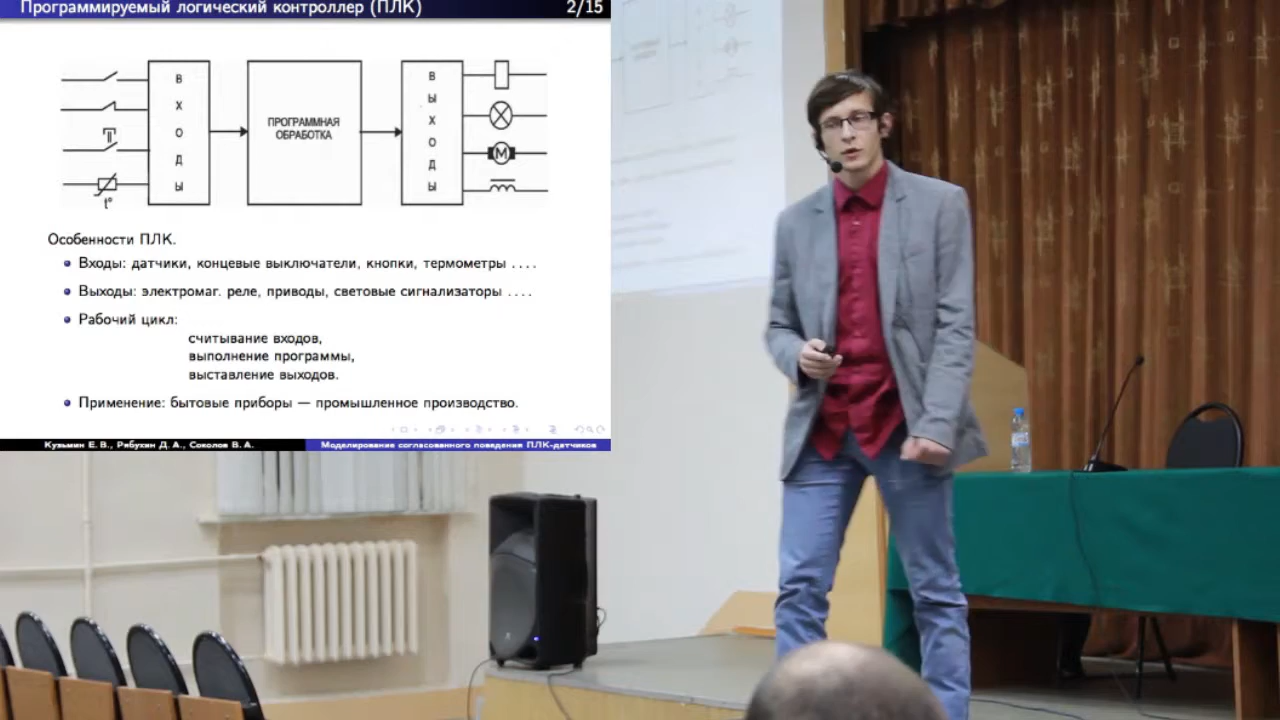 Программируемый логический контроллер (ПЛК) 2/15
ВХОДЫ
ПРОГРАММНАЯ
ОБРАБОТКА
ВЫХОДЫ
М
t°
Особенности ПЛК.
Входы: датчики, концевые выключатели, кнопки, термометры ....
Выходы: электромаг. реле, приводы, световые сигнализаторы ....
Рабочий цикл:
считывание входов,
выполнение программы,
выставление выходов.
Применение: бытовые приборы — промышленное производство.
Кузьмин Е. В., Рябухин Д. А., Соколов В. А. Моделирование согласованного поведения ПЛК-датчиков